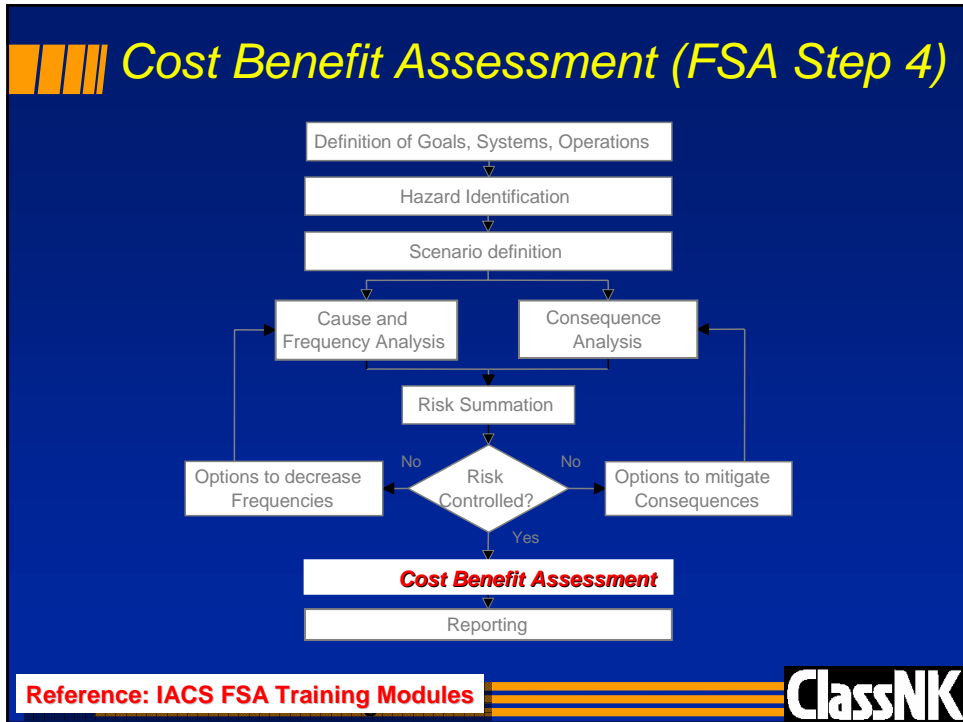 Cost Benefit Assessment (FSA Step 4)
Definition of Goals, Systems, Operations
Hazard Identification
Scenario definition
Cause and
Frequency Analysis
Consequence
Analysis
Risk Summation
No
No
Options to decrease
Frequencies
Risk
Controlled?
Options to mitigate
Consequences
Yes
Cost Benefit Assessment
Reporting
Reference: IACS FSA Training Modules
ClassNK